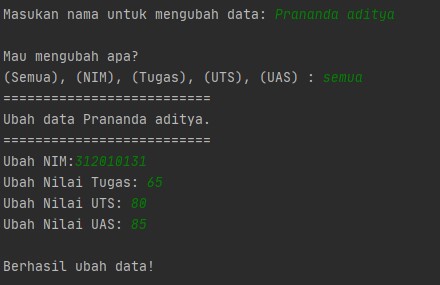 Masukan nama untuk mengubah data: Prananda aditya
Mau mengubah apa?
(Semua), (NIM), (Tugas), (UTS), (UAS) : semua
==========================
Ubah data Prananda aditya.
==========================
Ubah NIM:312010131
Ubah Nilai Tugas: 65
Ubah Nilai UTS: 80
Ubah Nilai UAS: 85
Berhasil ubah data!